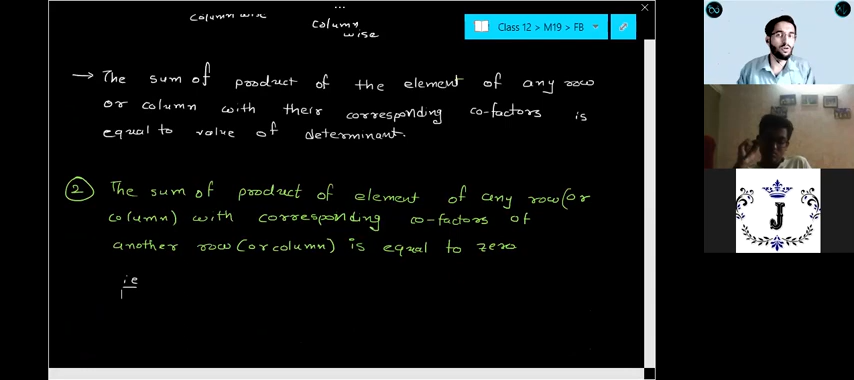 column wise
column
wise
Class 12 > M19 > FB
→ The sum of product of the element of any row
or column with their corresponding co-factors is
equal to value of determinant.
② The sum of product of element of any row (or
column) with corresponding co-factors of
another row (or column) is equal to zero
ie
J